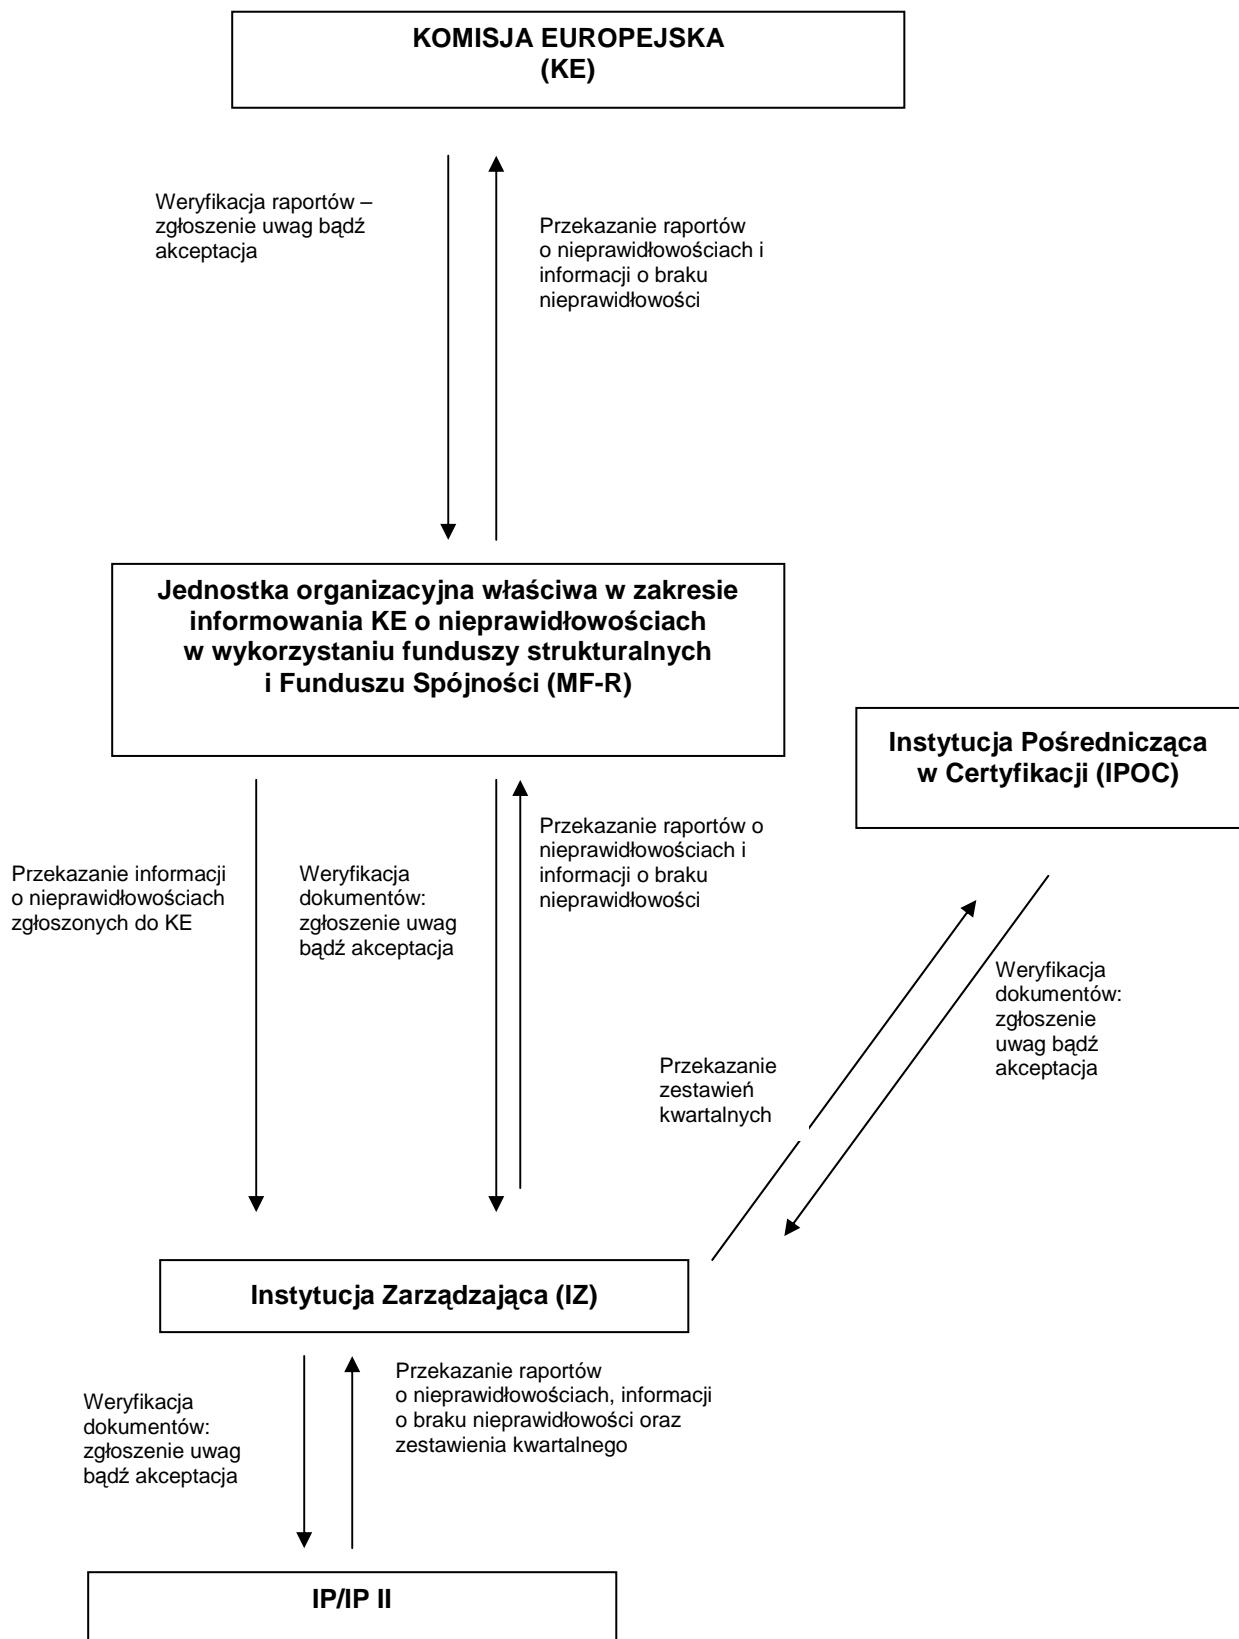 KOMISJA EUROPEJSKA
(KE)
Weryfikacja raportów –
zgłoszenie uwag bądź
akceptacja
Przekazanie raportów
o nieprawidłowościach i
informacji o braku
nieprawidłowości
Jednostka organizacyjna właściwa w zakresie
informowania KE o nieprawidłowościach
w wykorzystaniu funduszy strukturalnych
i Funduszu Spójności (MF-R)
Instytucja Pośrednicząca
w Certyfikacji (IPOC)
Przekazanie informacji
o nieprawidłowościach
zgłoszonych do KE
Weryfikacja
dokumentów:
zgłoszenie uwag
bądź akceptacja
Przekazanie raportów o
nieprawidłowościach i
informacji o braku
nieprawidłowości
Weryfikacja
dokumentów:
zgłoszenie
uwag bądź
akceptacja
Przekazanie
zestawień
kwartalnych
Instytucja Zarządzająca (IZ)
Weryfikacja
dokumentów:
zgłoszenie uwag
bądź akceptacja
Przekazanie raportów
o nieprawidłowościach, informacji
o braku nieprawidłowości oraz
zestawienia kwartalnego
IP/IP II